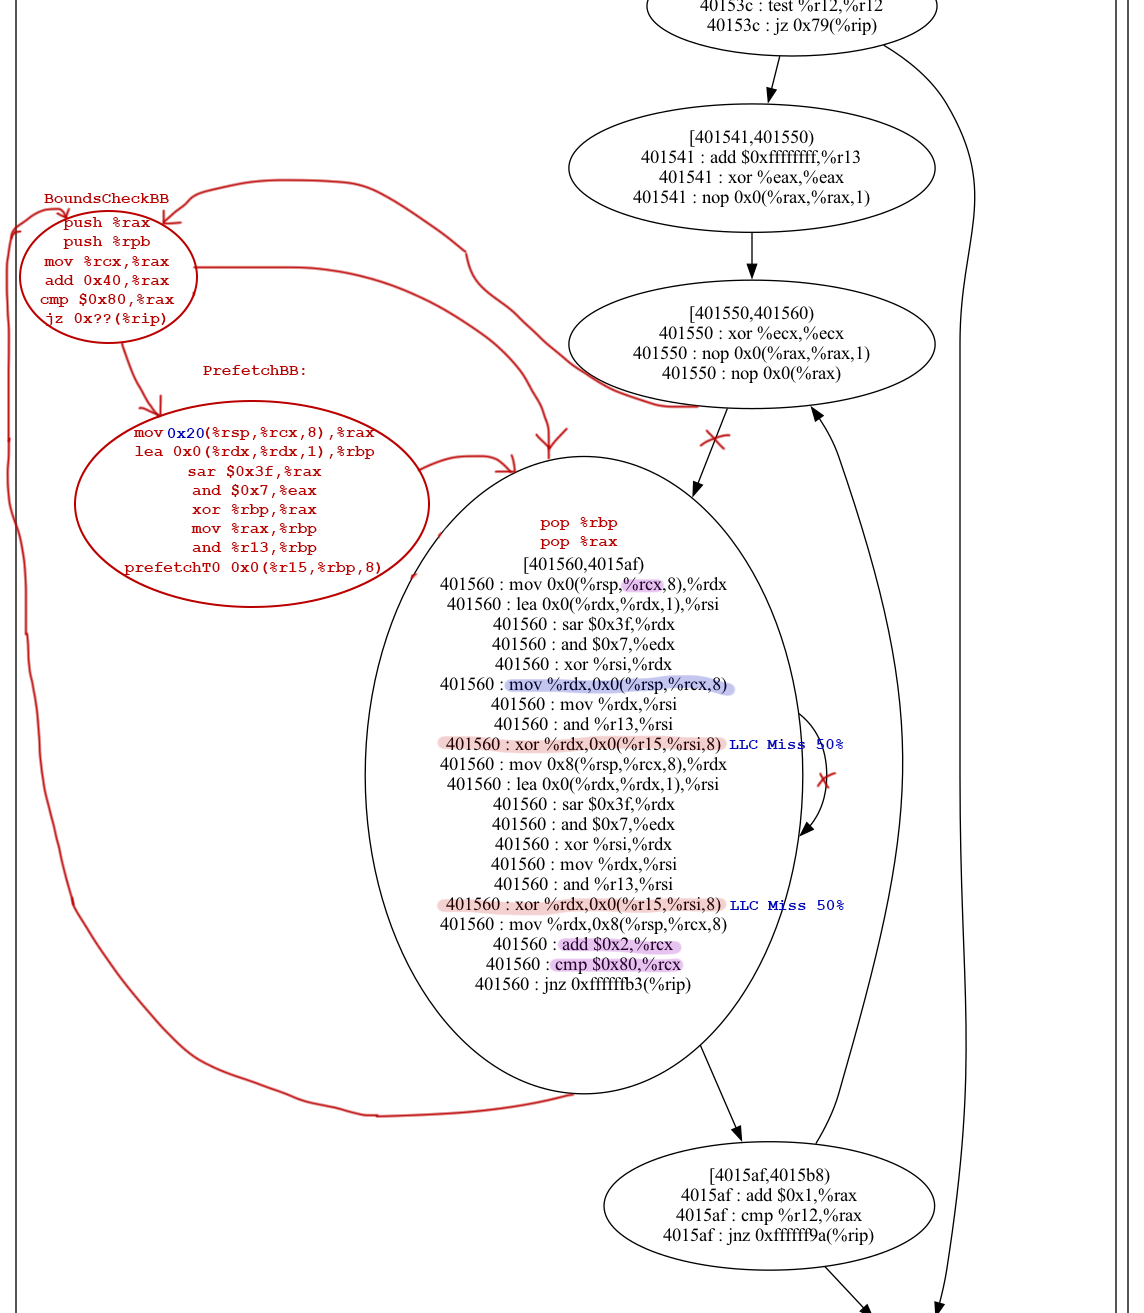 40153c : test %r12,%r12
40153c : jz 0x79(%rip)
[401541,401550)
401541 : add $0xffffffff,%r13
401541 : xor %eax,%eax
401541 : nop 0x0(%rax,%rax,1)
BoundsCheckBB
push %rax
push %rpb
mov %rcx,%rax
add 0x40,%rax
cmp $0x80,%rax
jz 0x??(%rip)
[401550,401560)
401550 : xor %ecx,%ecx
401550 : nop 0x0(%rax,%rax,1)
401550 : nop 0x0(%rax)
PrefetchBB:
mov 0x20(%rsp,%rcx,8),%rax
lea 0x0(%rdx,%rdx,1),%rbp
sar $0x3f,%rax
and $0x7,%eax
xor %rbp,%rax
mov %rax,%rbp
and %r13,%rbp
prefetchT0 0x0(%r15,%rbp,8)
pop %rbp
pop %rax
[401560,4015af)
401560 : mov 0x0(%rsp,%rcx,8),%rdx
401560 : lea 0x0(%rdx,%rdx,1),%rsi
401560 : sar $0x3f,%rdx
401560 : and $0x7,%edx
401560 : xor %rsi,%rdx
401560 : mov %rdx,0x0(%rsp,%rcx,8)
401560 : mov %rdx,%rsi
401560 : and %r13,%rsi
401560 : xor %rdx,0x0(%r15,%rsi,8) LLC Miss 50%
401560 : mov 0x8(%rsp,%rcx,8),%rdx
401560 : lea 0x0(%rdx,%rdx,1),%rsi
401560 : sar $0x3f,%rdx
401560 : and $0x7,%edx
401560 : xor %rsi,%rdx
401560 : mov %rdx,%rsi
401560 : and %r13,%rsi
401560 : xor %rdx,0x0(%r15,%rsi,8) LLC Miss 50%
401560 : mov %rdx,0x8(%rsp,%rcx,8)
401560 : add $0x2,%rcx
401560 : cmp $0x80,%rcx
401560 : jnz 0xffffffb3(%rip)
[4015af,4015b8)
4015af : add $0x1,%rax
4015af : cmp %r12,%rax
4015af : jnz 0xffffff9a(%rip)